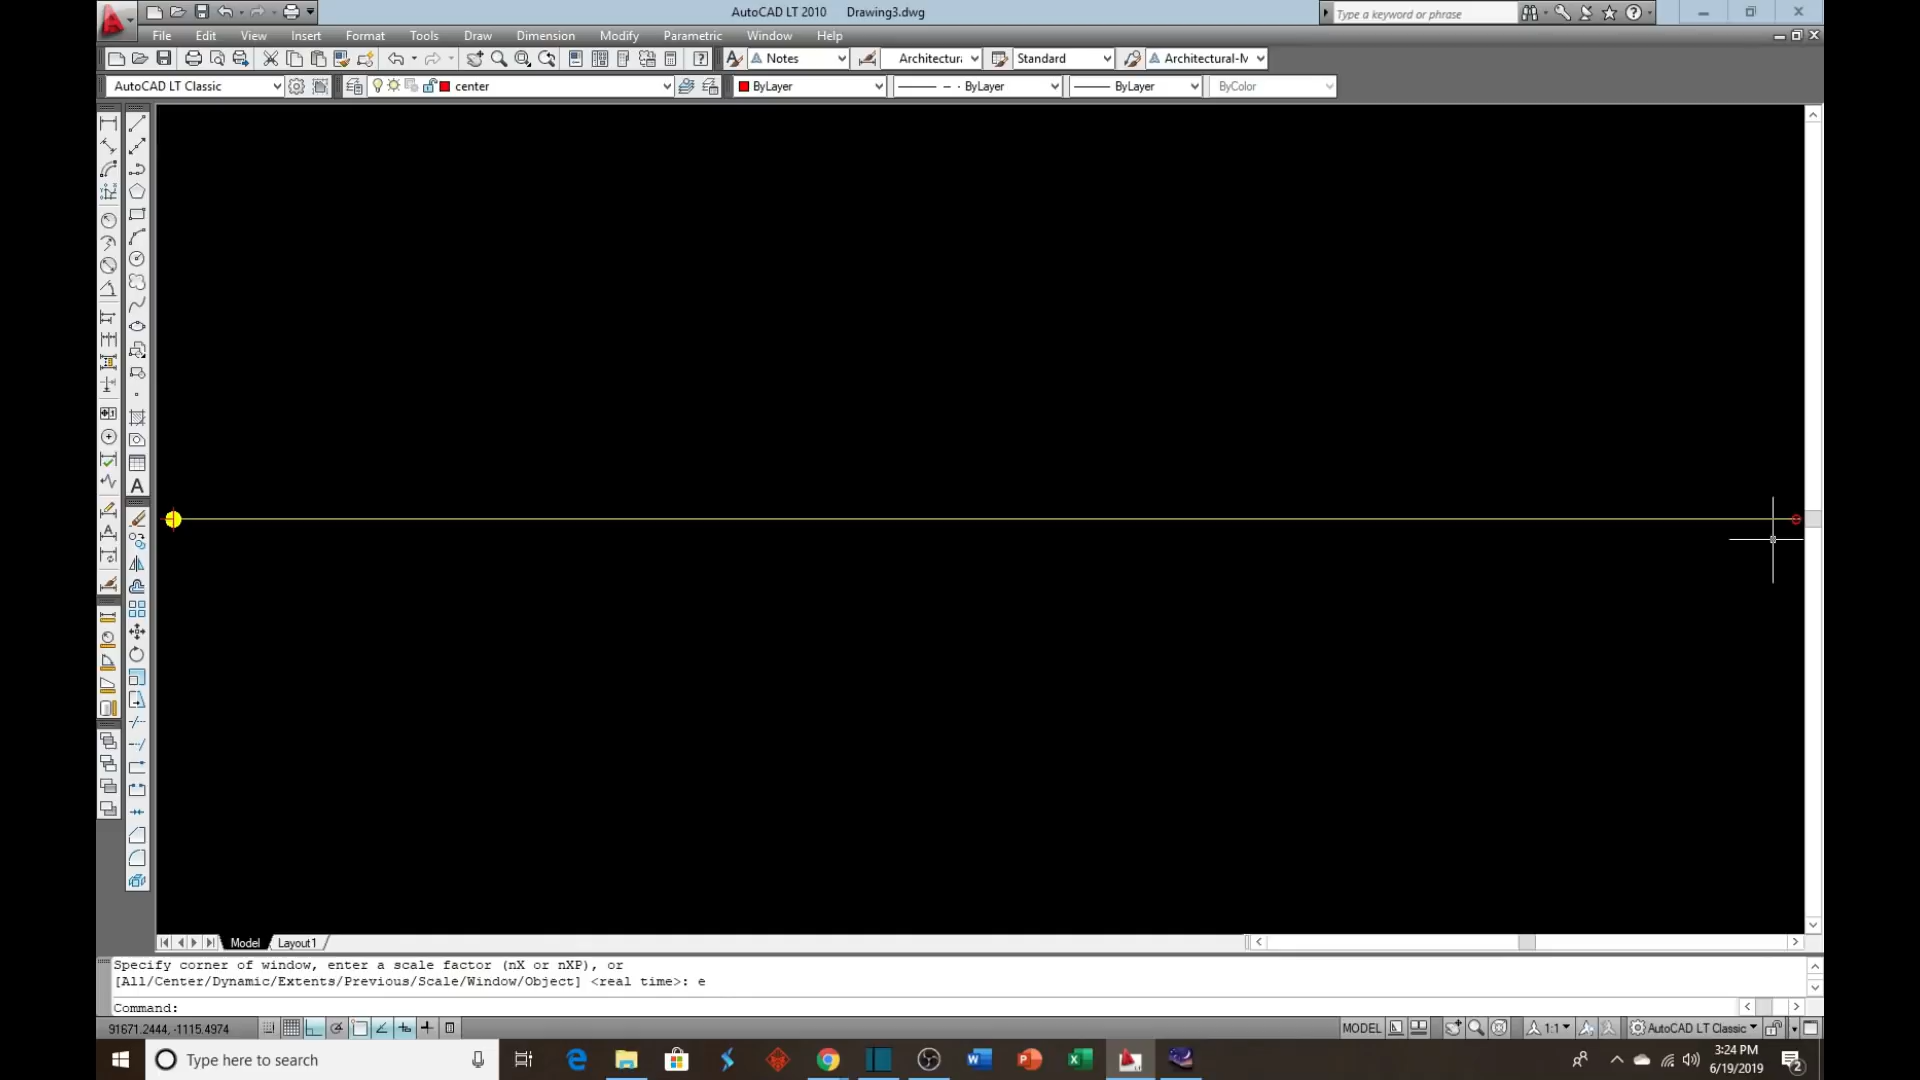 AutoCAD LT 2010 Drawing3.dwg
Type a keyword or phrase
File Edit View Insert Format Tools Draw Dimension Modify Parametric Window Help
Notes Architectur Standard Architectural-N
AutoCAD LT Classic center ByLayer ByLayer ByLayer ByColor
A
Model Layout1
Specify corner of window, enter a scale factor (nX or nXP), or
[All/Center/Dynamic/Extents/Previous/Scale/Window/Object] <real time>: e
Command:
91671.2444, -1115.4974 MODEL 1:1 AutoCAD LT Classic
Type here to search
3:24 PM
6/19/2019
2